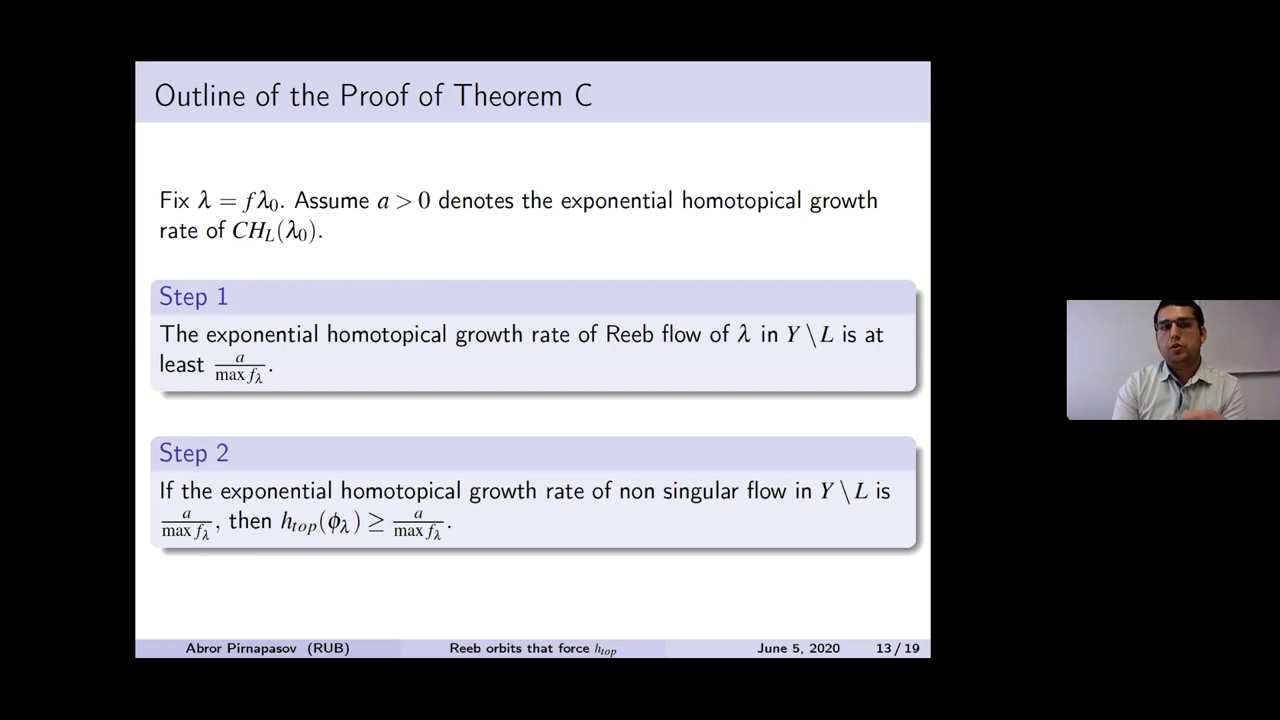 Outline of the Proof of Theorem C
Fix λ = fλ₀. Assume a > 0 denotes the exponential homotopical growth
rate of CH_L(λ₀).
Step 1
The exponential homotopical growth rate of Reeb flow of λ in Y \ L is at
least a / max f_λ.
Step 2
If the exponential homotopical growth rate of non singular flow in Y \ L is
a / max f_λ, then h_top(ϕ_λ) ≥ a / max f_λ.
Abror Pirnapasov (RUB) Reeb orbits that force h_top June 5, 2020 13 / 19